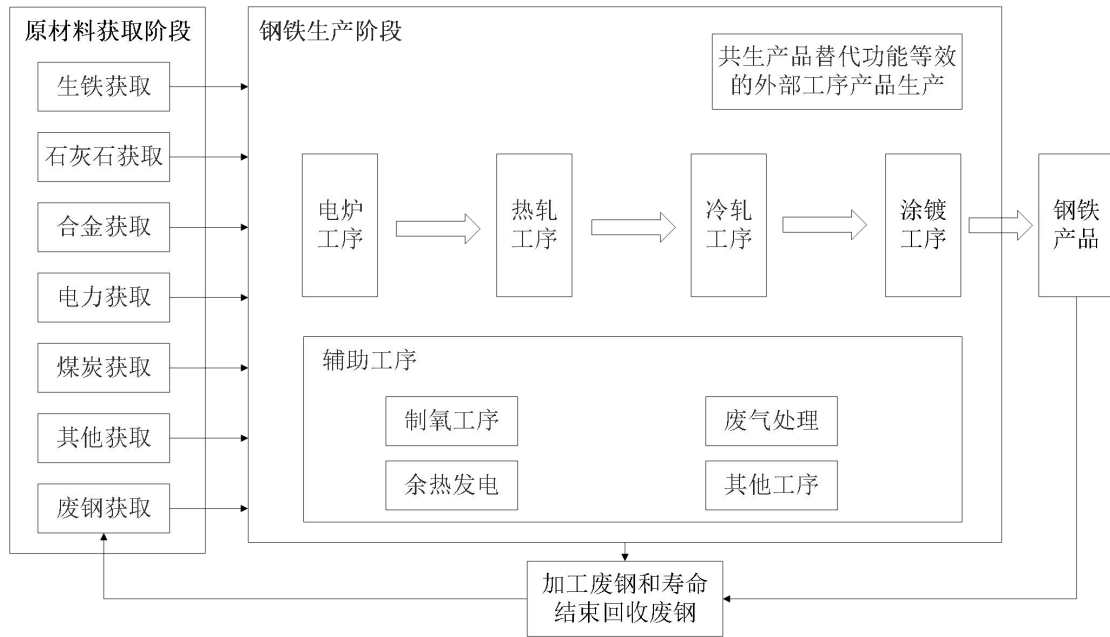 原材料获取阶段
生铁获取
石灰石获取
合金获取
电力获取
煤炭获取
其他获取
废钢获取
钢铁生产阶段
共生产品替代功能等效
的外部工序产品生产
电炉
工序
热轧
工序
冷轧
工序
涂镀
工序
钢铁
产品
辅助工序
制氧工序
废气处理
余热发电
其他工序
加工废钢和寿命
结束回收废钢